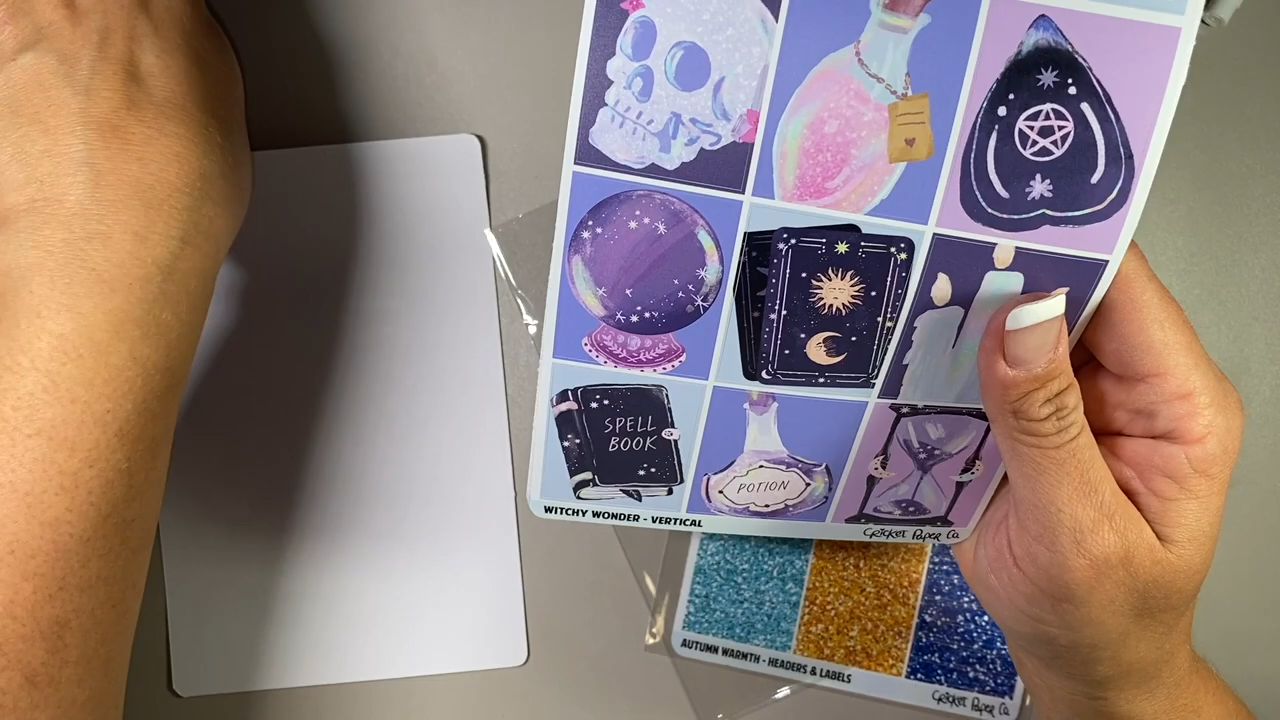 SPELL
BOOK
POTION
WITCHY WONDER - VERTICAL
Cricket Paper Co
AUTUMN WARMTH - HEADERS & LABELS
Cricket Paper Co